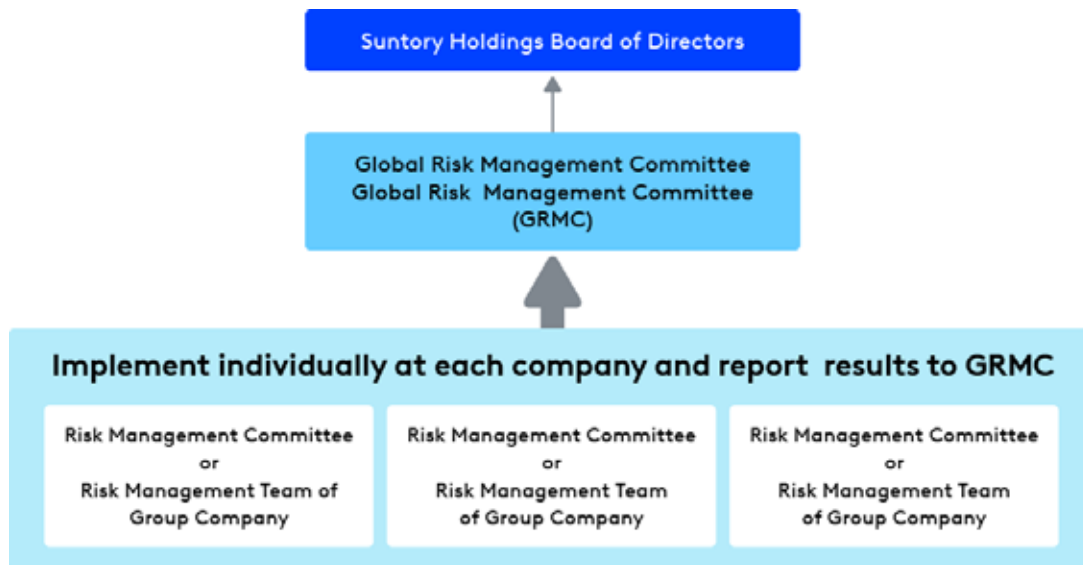 Suntory Holdings Board of Directors
Global Risk Management Committee
Global Risk Management Committee
(GRMC)
Implement individually at each company and report results to GRMC
Risk Management Committee
or
Risk Management Team of
Group Company
Risk Management Committee
or
Risk Management Team
of Group Company
Risk Management Committee
or
Risk Management Team
of Group Company